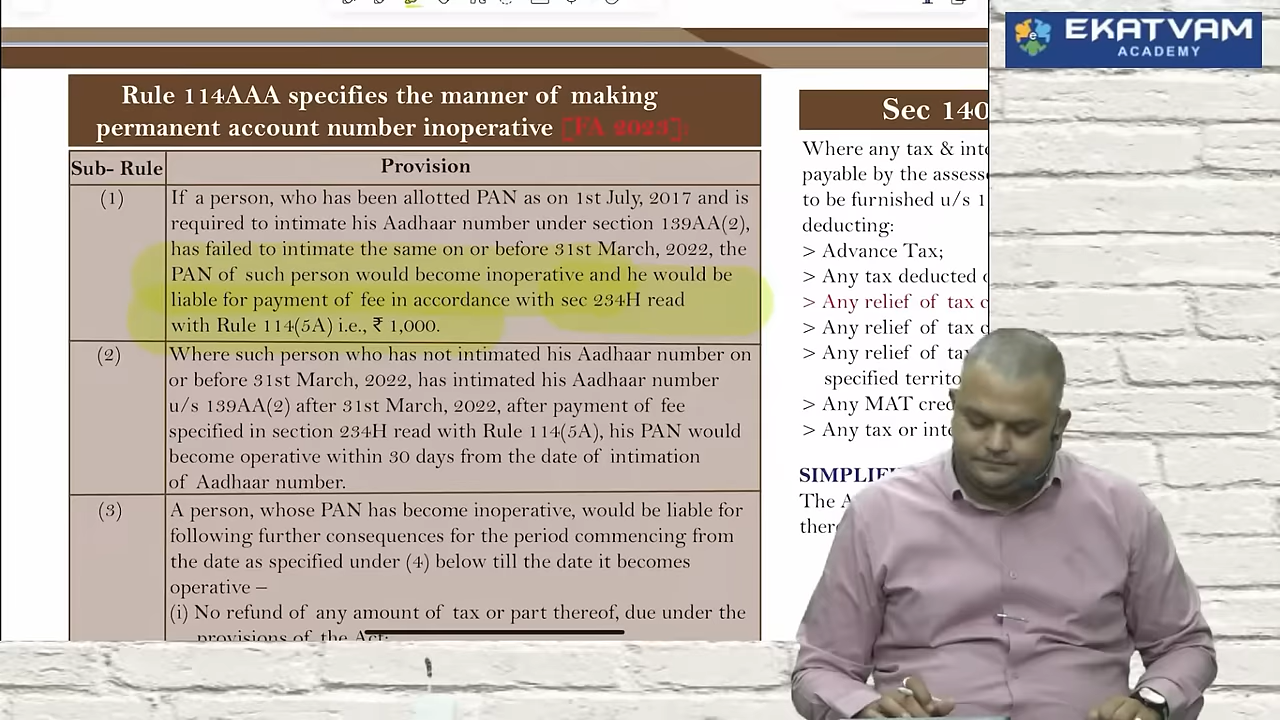 EKATVAM
ACADEMY
Rule 114AAA specifies the manner of making
permanent account number inoperative [FA 2023]:
Sub- Rule
Provision
(1)
If a person, who has been allotted PAN as on 1st July, 2017 and is
required to intimate his Aadhaar number under section 139AA(2),
has failed to intimate the same on or before 31st March, 2022, the
PAN of such person would become inoperative and he would be
liable for payment of fee in accordance with sec 234H read
with Rule 114(5A) i.e., ₹ 1,000.
(2)
Where such person who has not intimated his Aadhaar number on
or before 31st March, 2022, has intimated his Aadhaar number
u/s 139AA(2) after 31st March, 2022, after payment of fee
specified in section 234H read with Rule 114(5A), his PAN would
become operative within 30 days from the date of intimation
of Aadhaar number.
(3)
A person, whose PAN has become inoperative, would be liable for
following further consequences for the period commencing from
the date as specified under (4) below till the date it becomes
operative –
(i) No refund of any amount of tax or part thereof, due under the
provisions of the Act;
Sec 140
Where any tax & int
payable by the assess
to be furnished u/s 1
deducting:
> Advance Tax;
> Any tax deducted
> Any relief of tax
> Any relief of tax
> Any relief of tax
specified territo
> Any MAT cred
> Any tax or inte
SIMPLIF
The A
ther